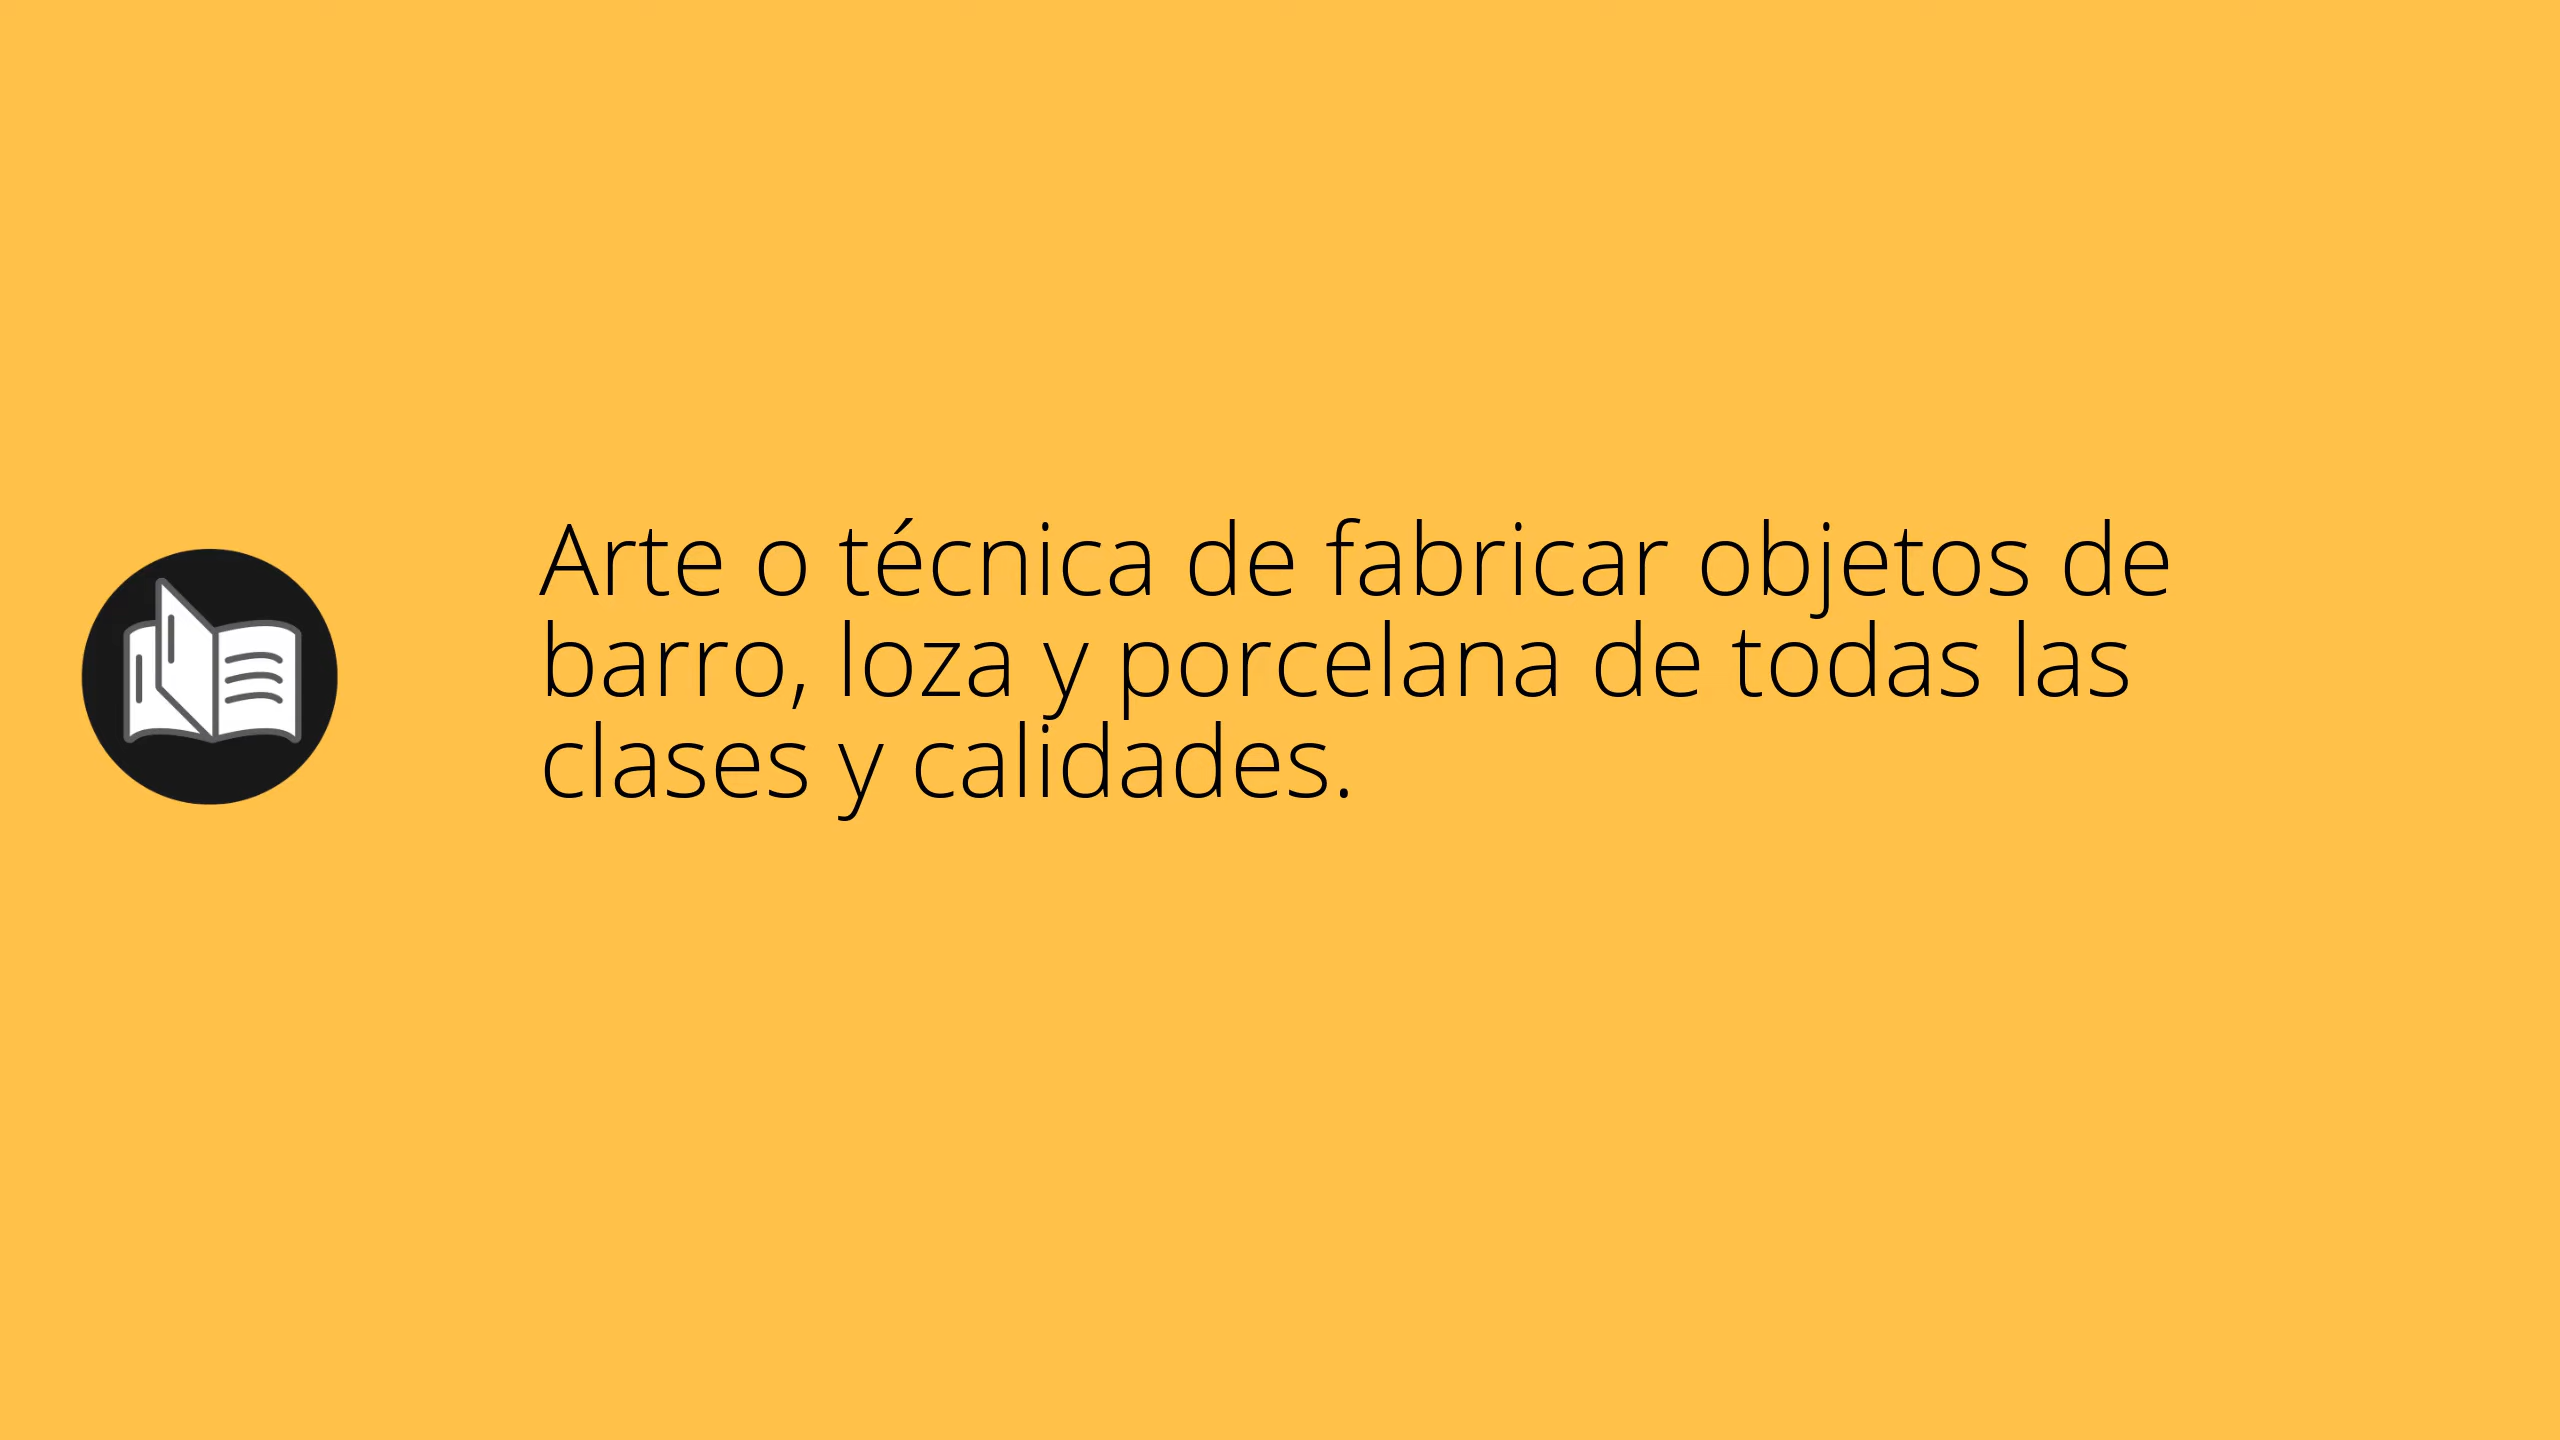 Arte o técnica de fabricar objetos de
barro, loza y porcelana de todas las
clases y calidades.